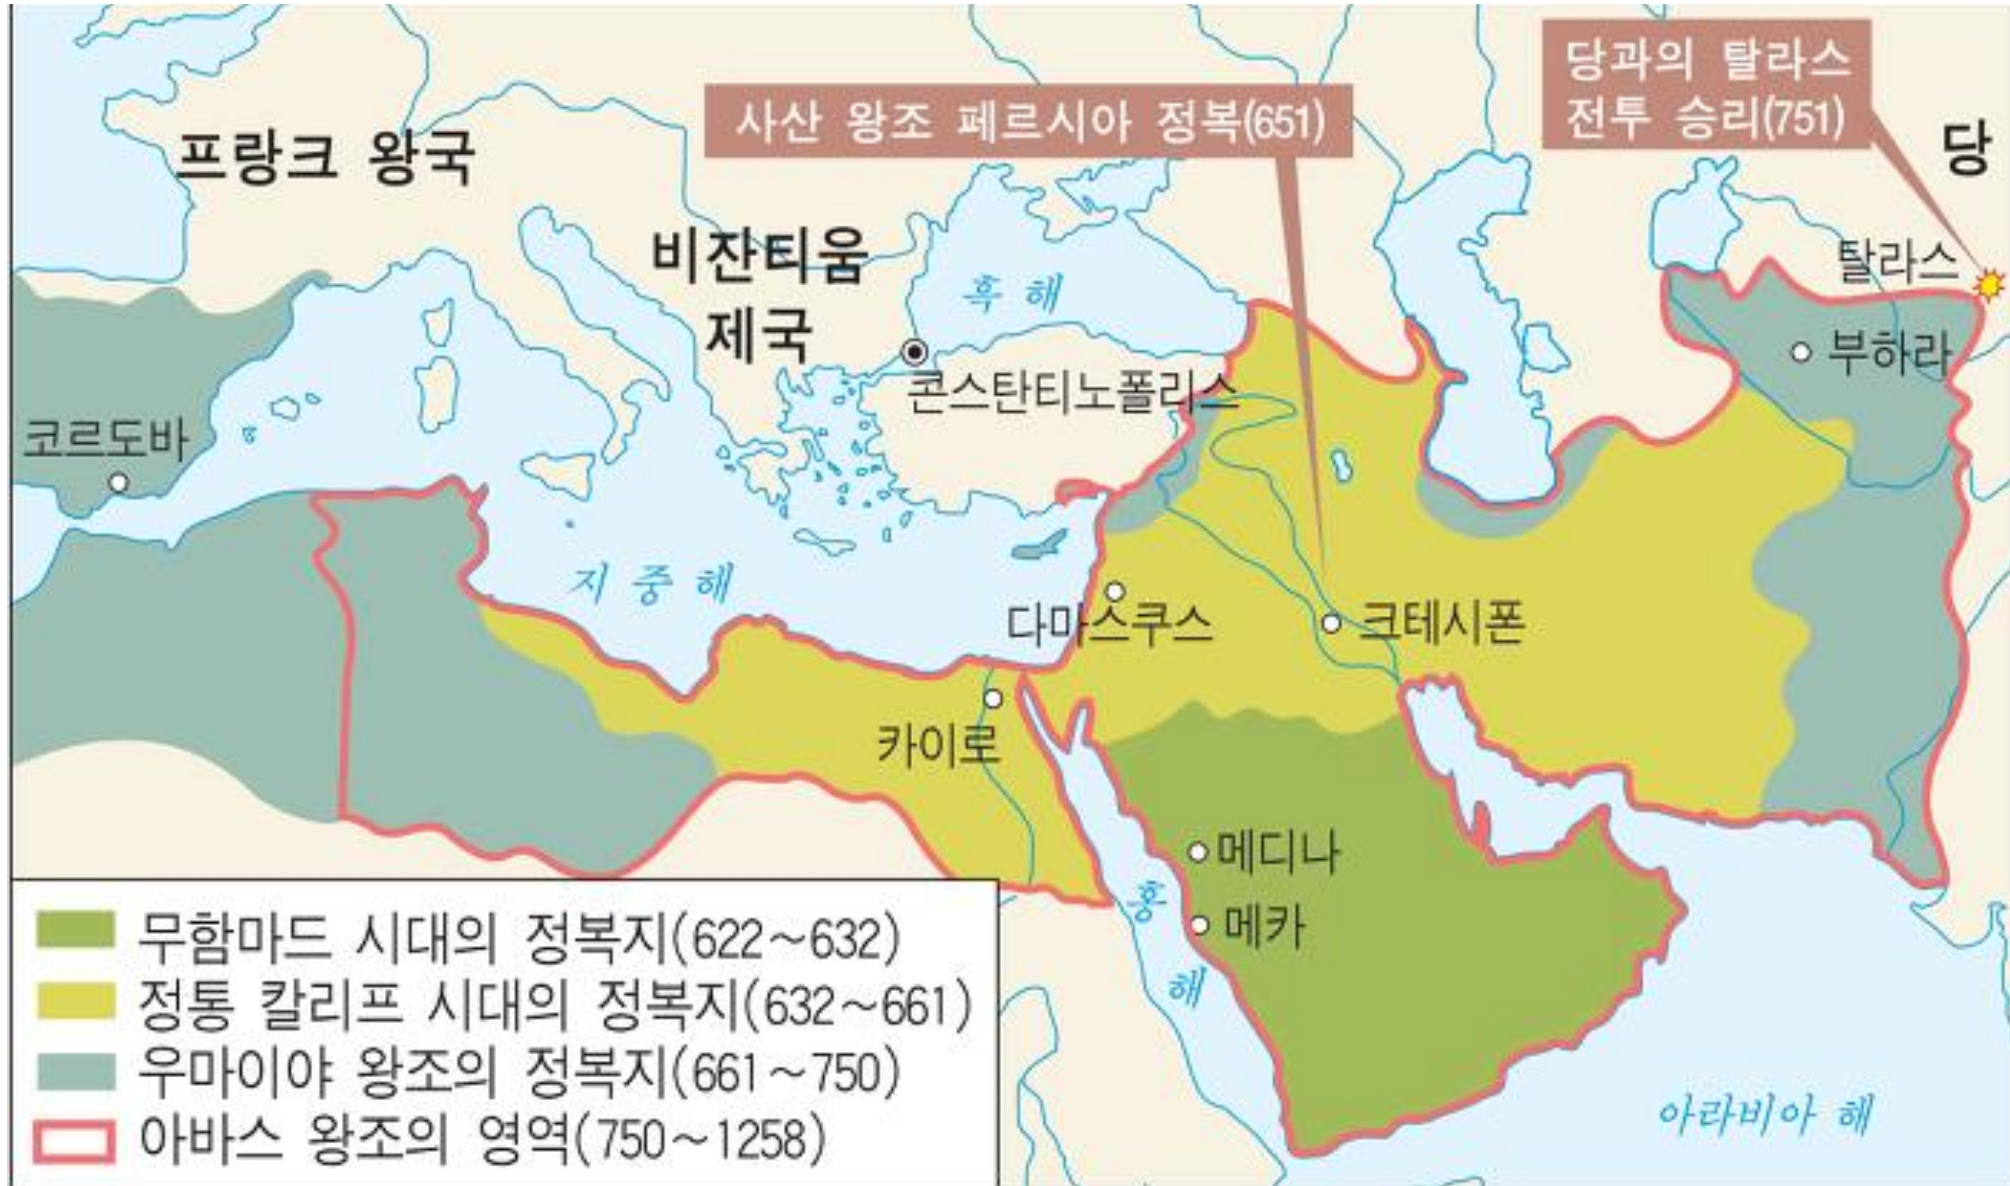 당과의 탈라스
전투 승리(751)
사산 왕조 페르시아 정복(651)
당
프랑크 왕국
비잔티움
제국
흑해
탈라스
부하라
콘스탄티노폴리스
코르도바
지중해
다마스쿠스
크테시폰
카이로
메디나
메카
홍
해
아라비아 해
무함마드 시대의 정복지(622~632)
정통 칼리프 시대의 정복지(632~661)
우마이야 왕조의 정복지(661~750)
아바스 왕조의 영역(750~1258)